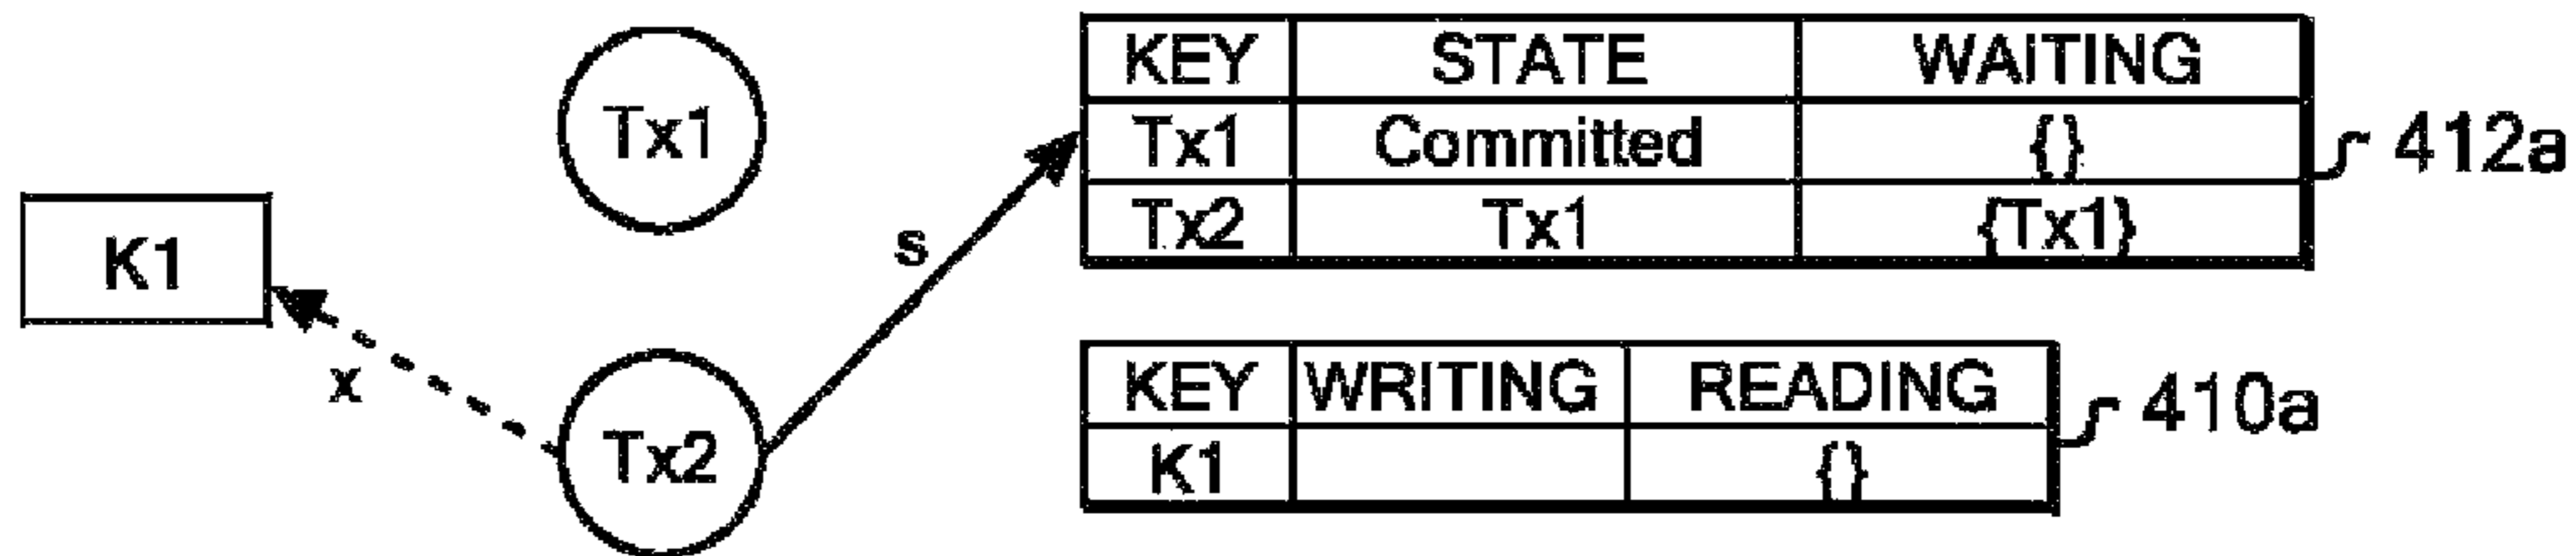 Tx1
K1
s
x
Tx2
KEY STATE WAITING
Tx1 Committed {}
Tx2 Tx1 {Tx1}
412a
KEY WRITING READING
K1 {}
410a